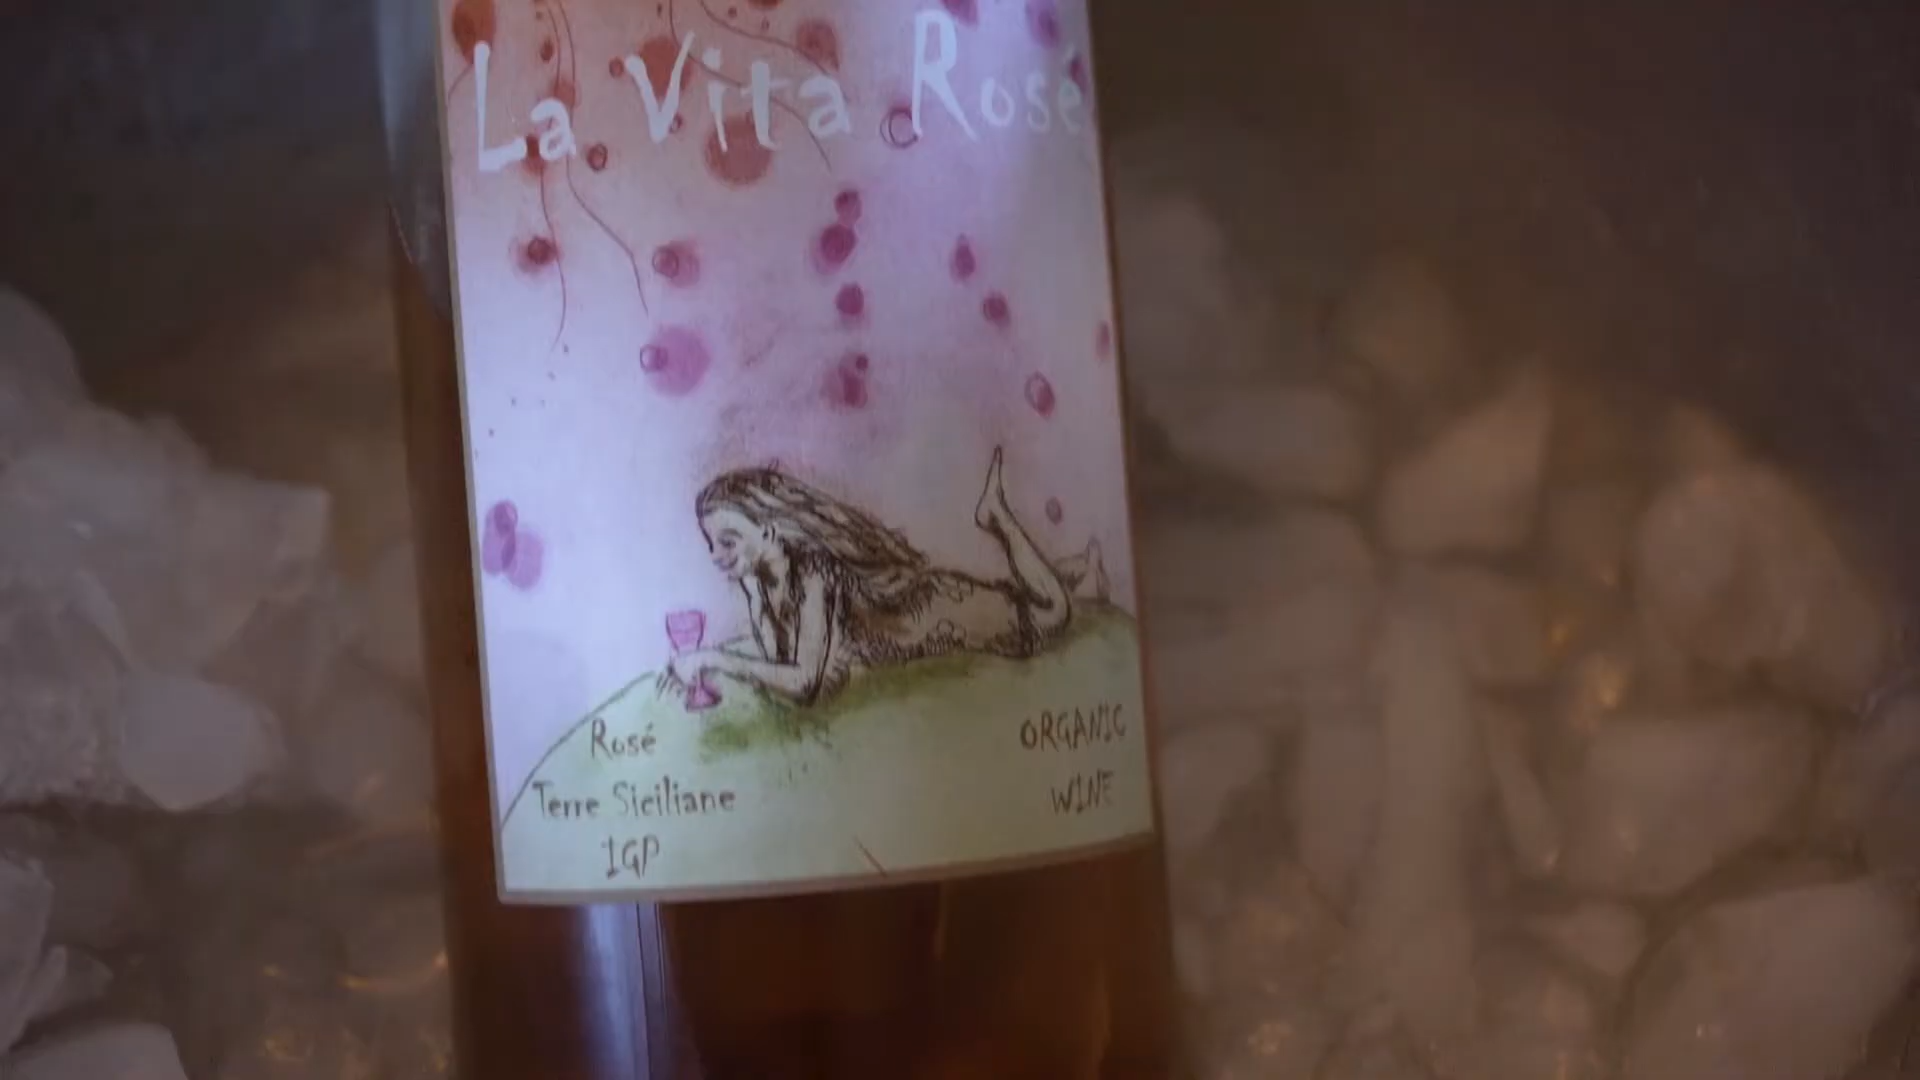 La Vita Rosé
Rosé
Terre Siciliane
IGP
ORGANIC
WINE